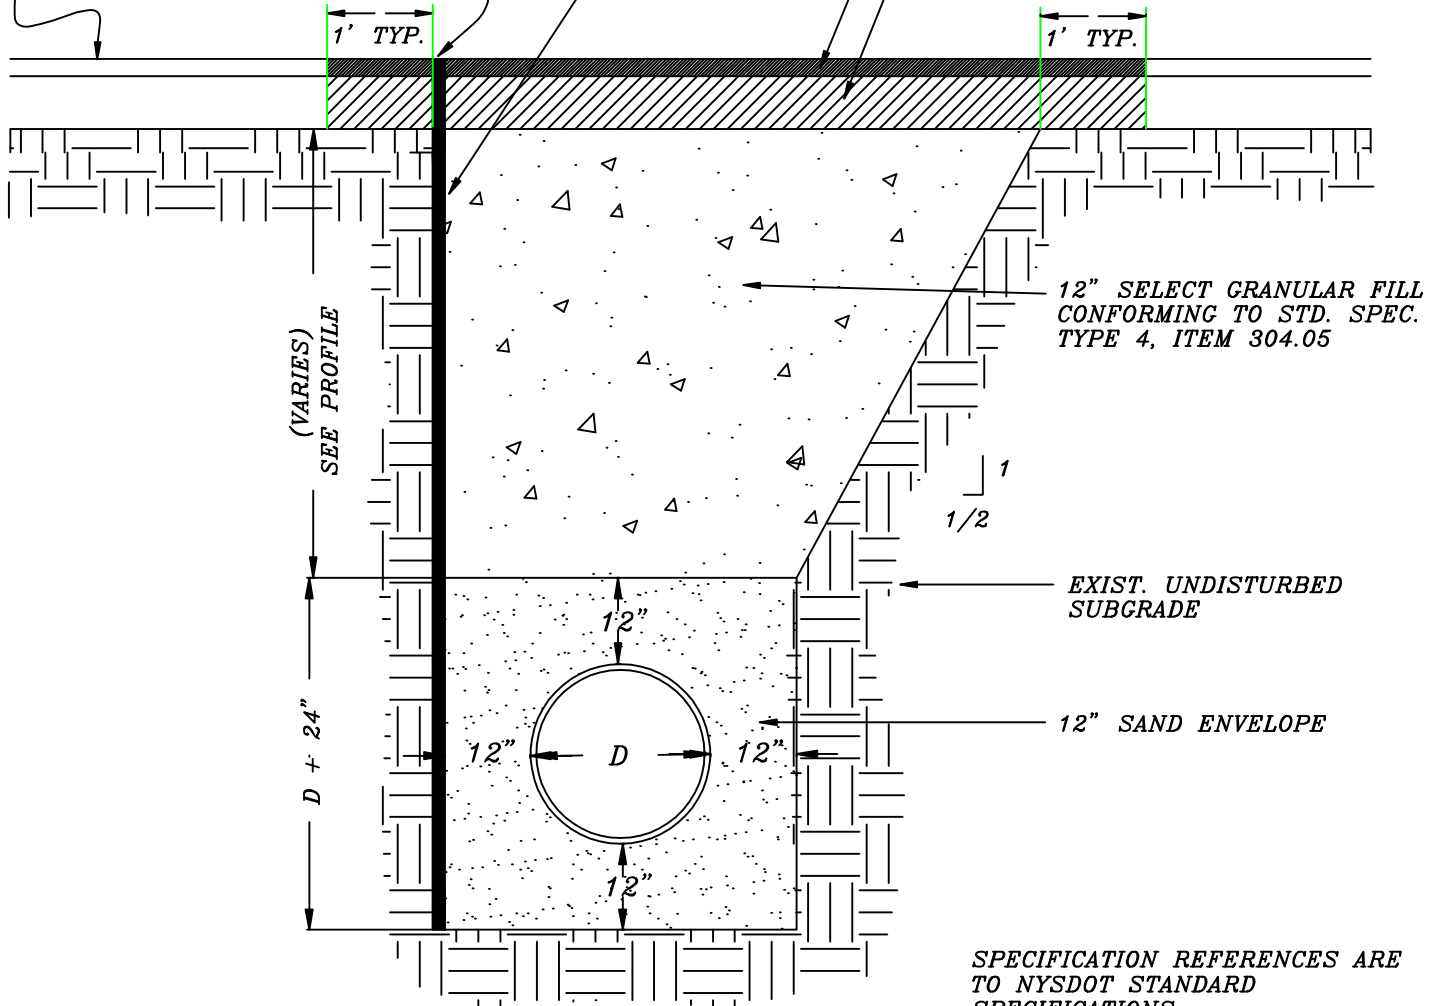 1' TYP.
1' TYP.
12" SELECT GRANULAR FILL
CONFORMING TO STD. SPEC.
TYPE 4, ITEM 304.05
(VARIES)
SEE PROFILE
1
1/2
EXIST. UNDISTURBED
SUBGRADE
12"
D + 24"
12" SAND ENVELOPE
12"
D
12"
12"
SPECIFICATION REFERENCES ARE
TO NYSDOT STANDARD
SPECIFICATIONS